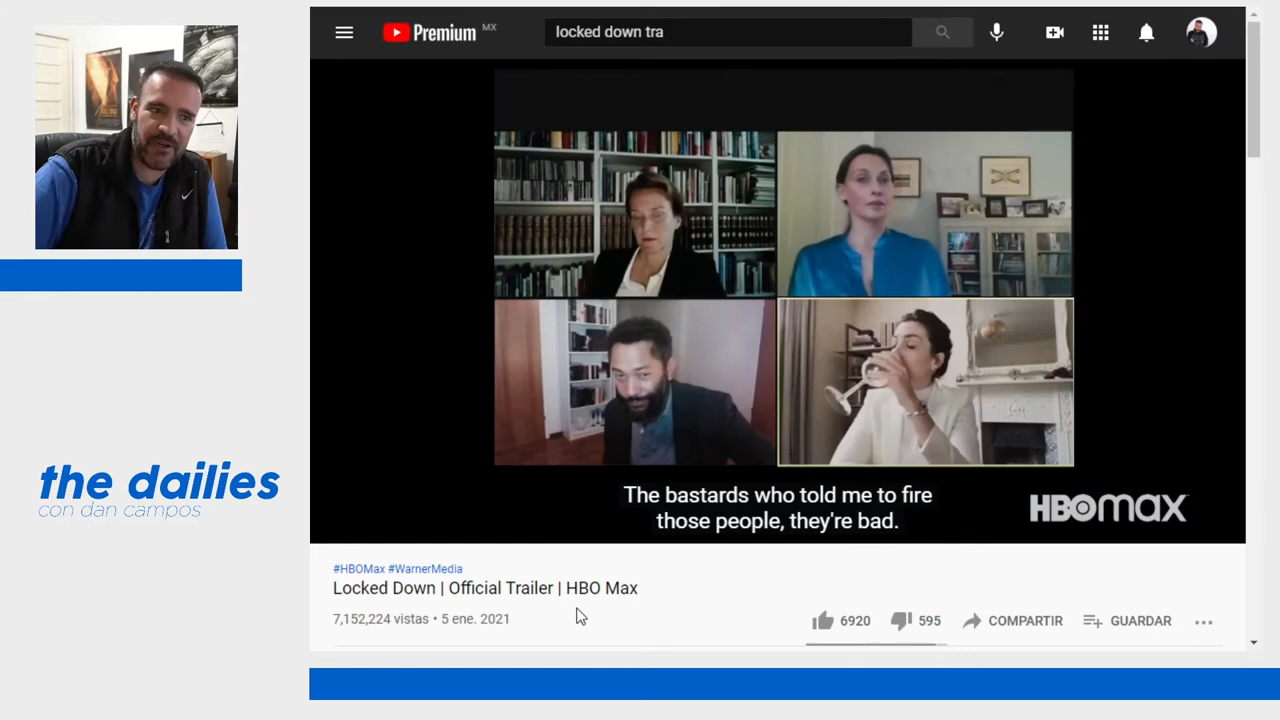 Premium MX
locked down tra
The bastards who told me to fire
those people, they're bad.
HBOMAX
#HBOMax #WarnerMedia
Locked Down | Official Trailer | HBO Max
7,152,224 vistas • 5 ene. 2021
6920
595
COMPARTIR
GUARDAR
the dailies
con dan campos